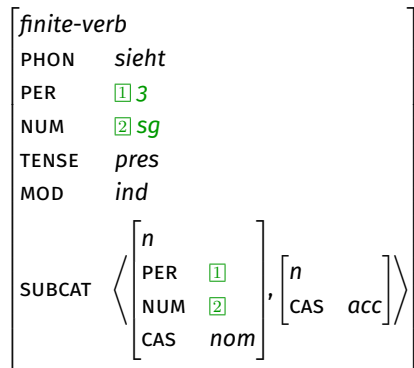 finite-verb
PHON sieht
PER 1 3
NUM 2 sg
TENSE pres
MOD ind
SUBCAT ⟨ [ n
PER 1
NUM 2
CAS nom ] , [ n
CAS acc ] ⟩